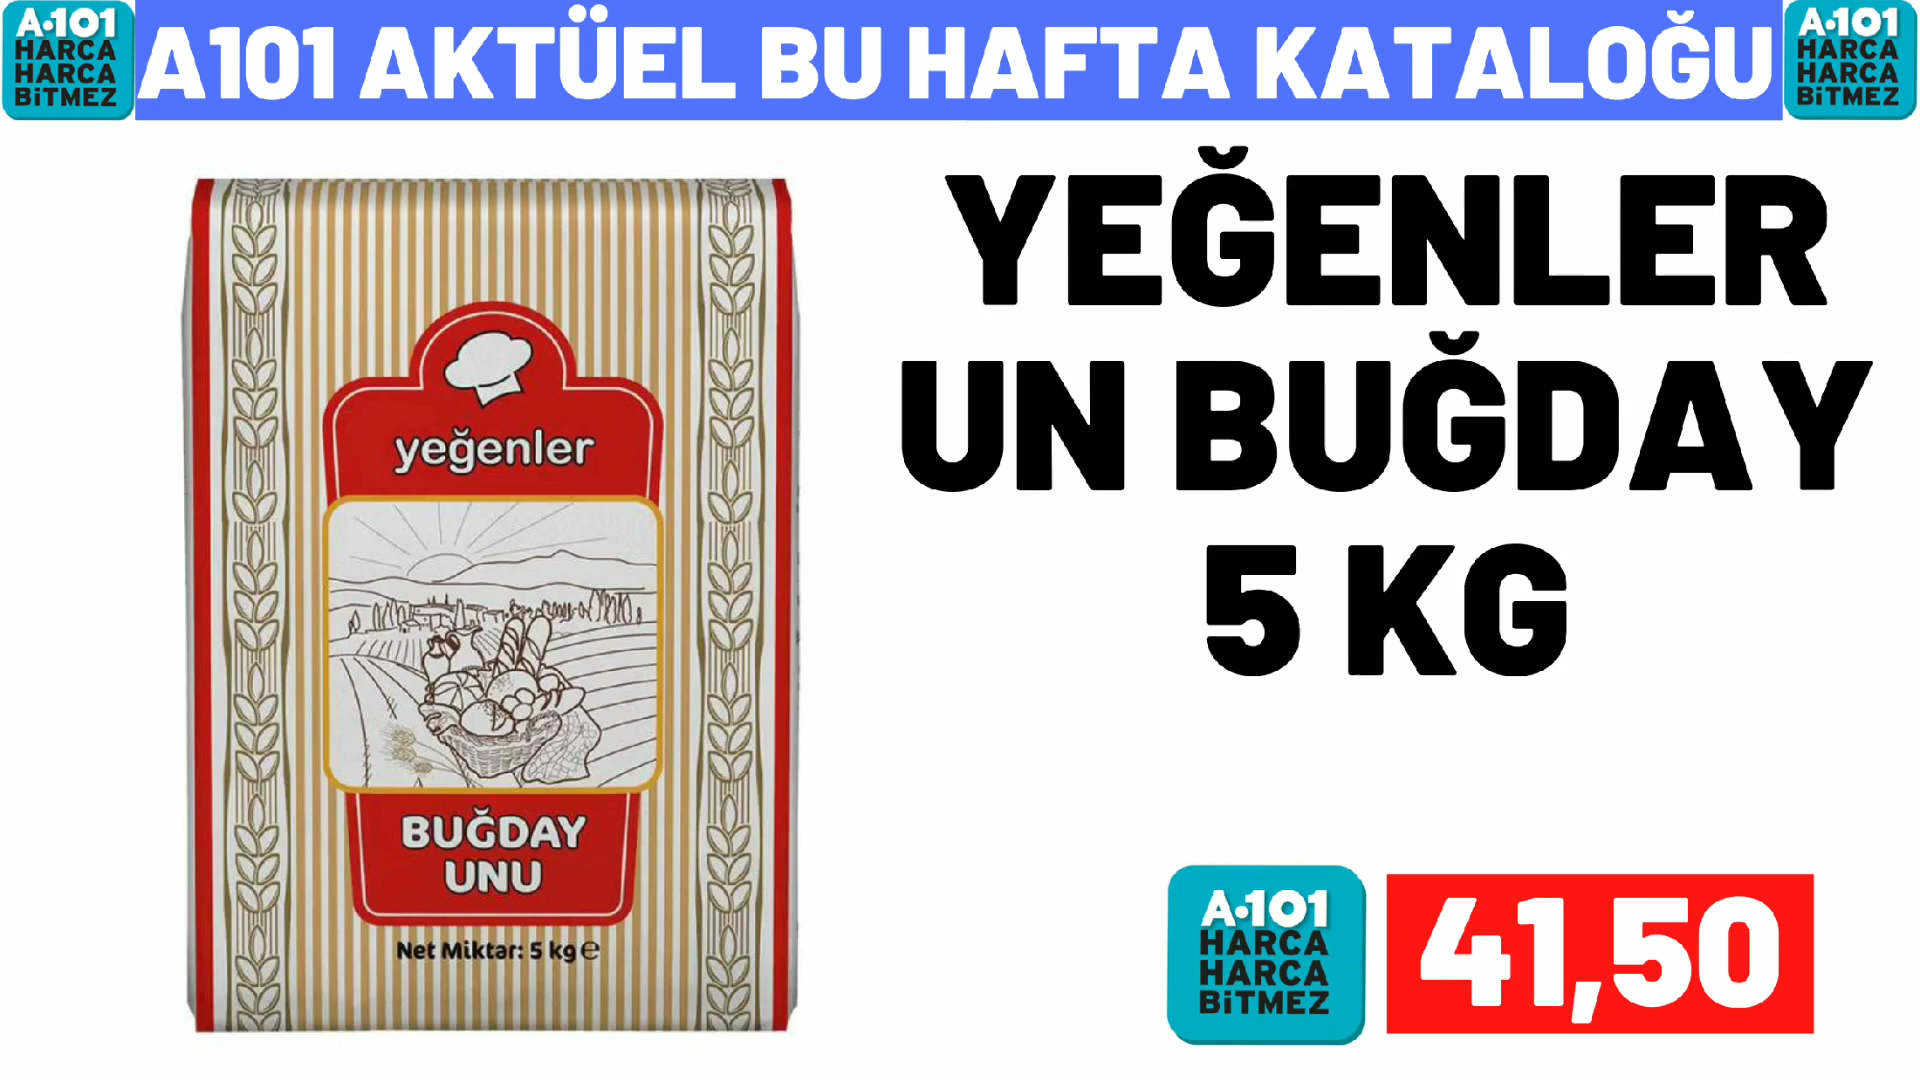 A101
HARCA
HARCA
BiTMEZ
A101 AKTÜEL BU HAFTA KATALOĞU
A101
HARCA
HARCA
BiTMEZ
YEĞENLER
UN BUĞDAY
5 KG
yeğenler
BUĞDAY
UNU
Net Miktar: 5 kg ℮
A101
HARCA
HARCA
BiTMEZ
41,50